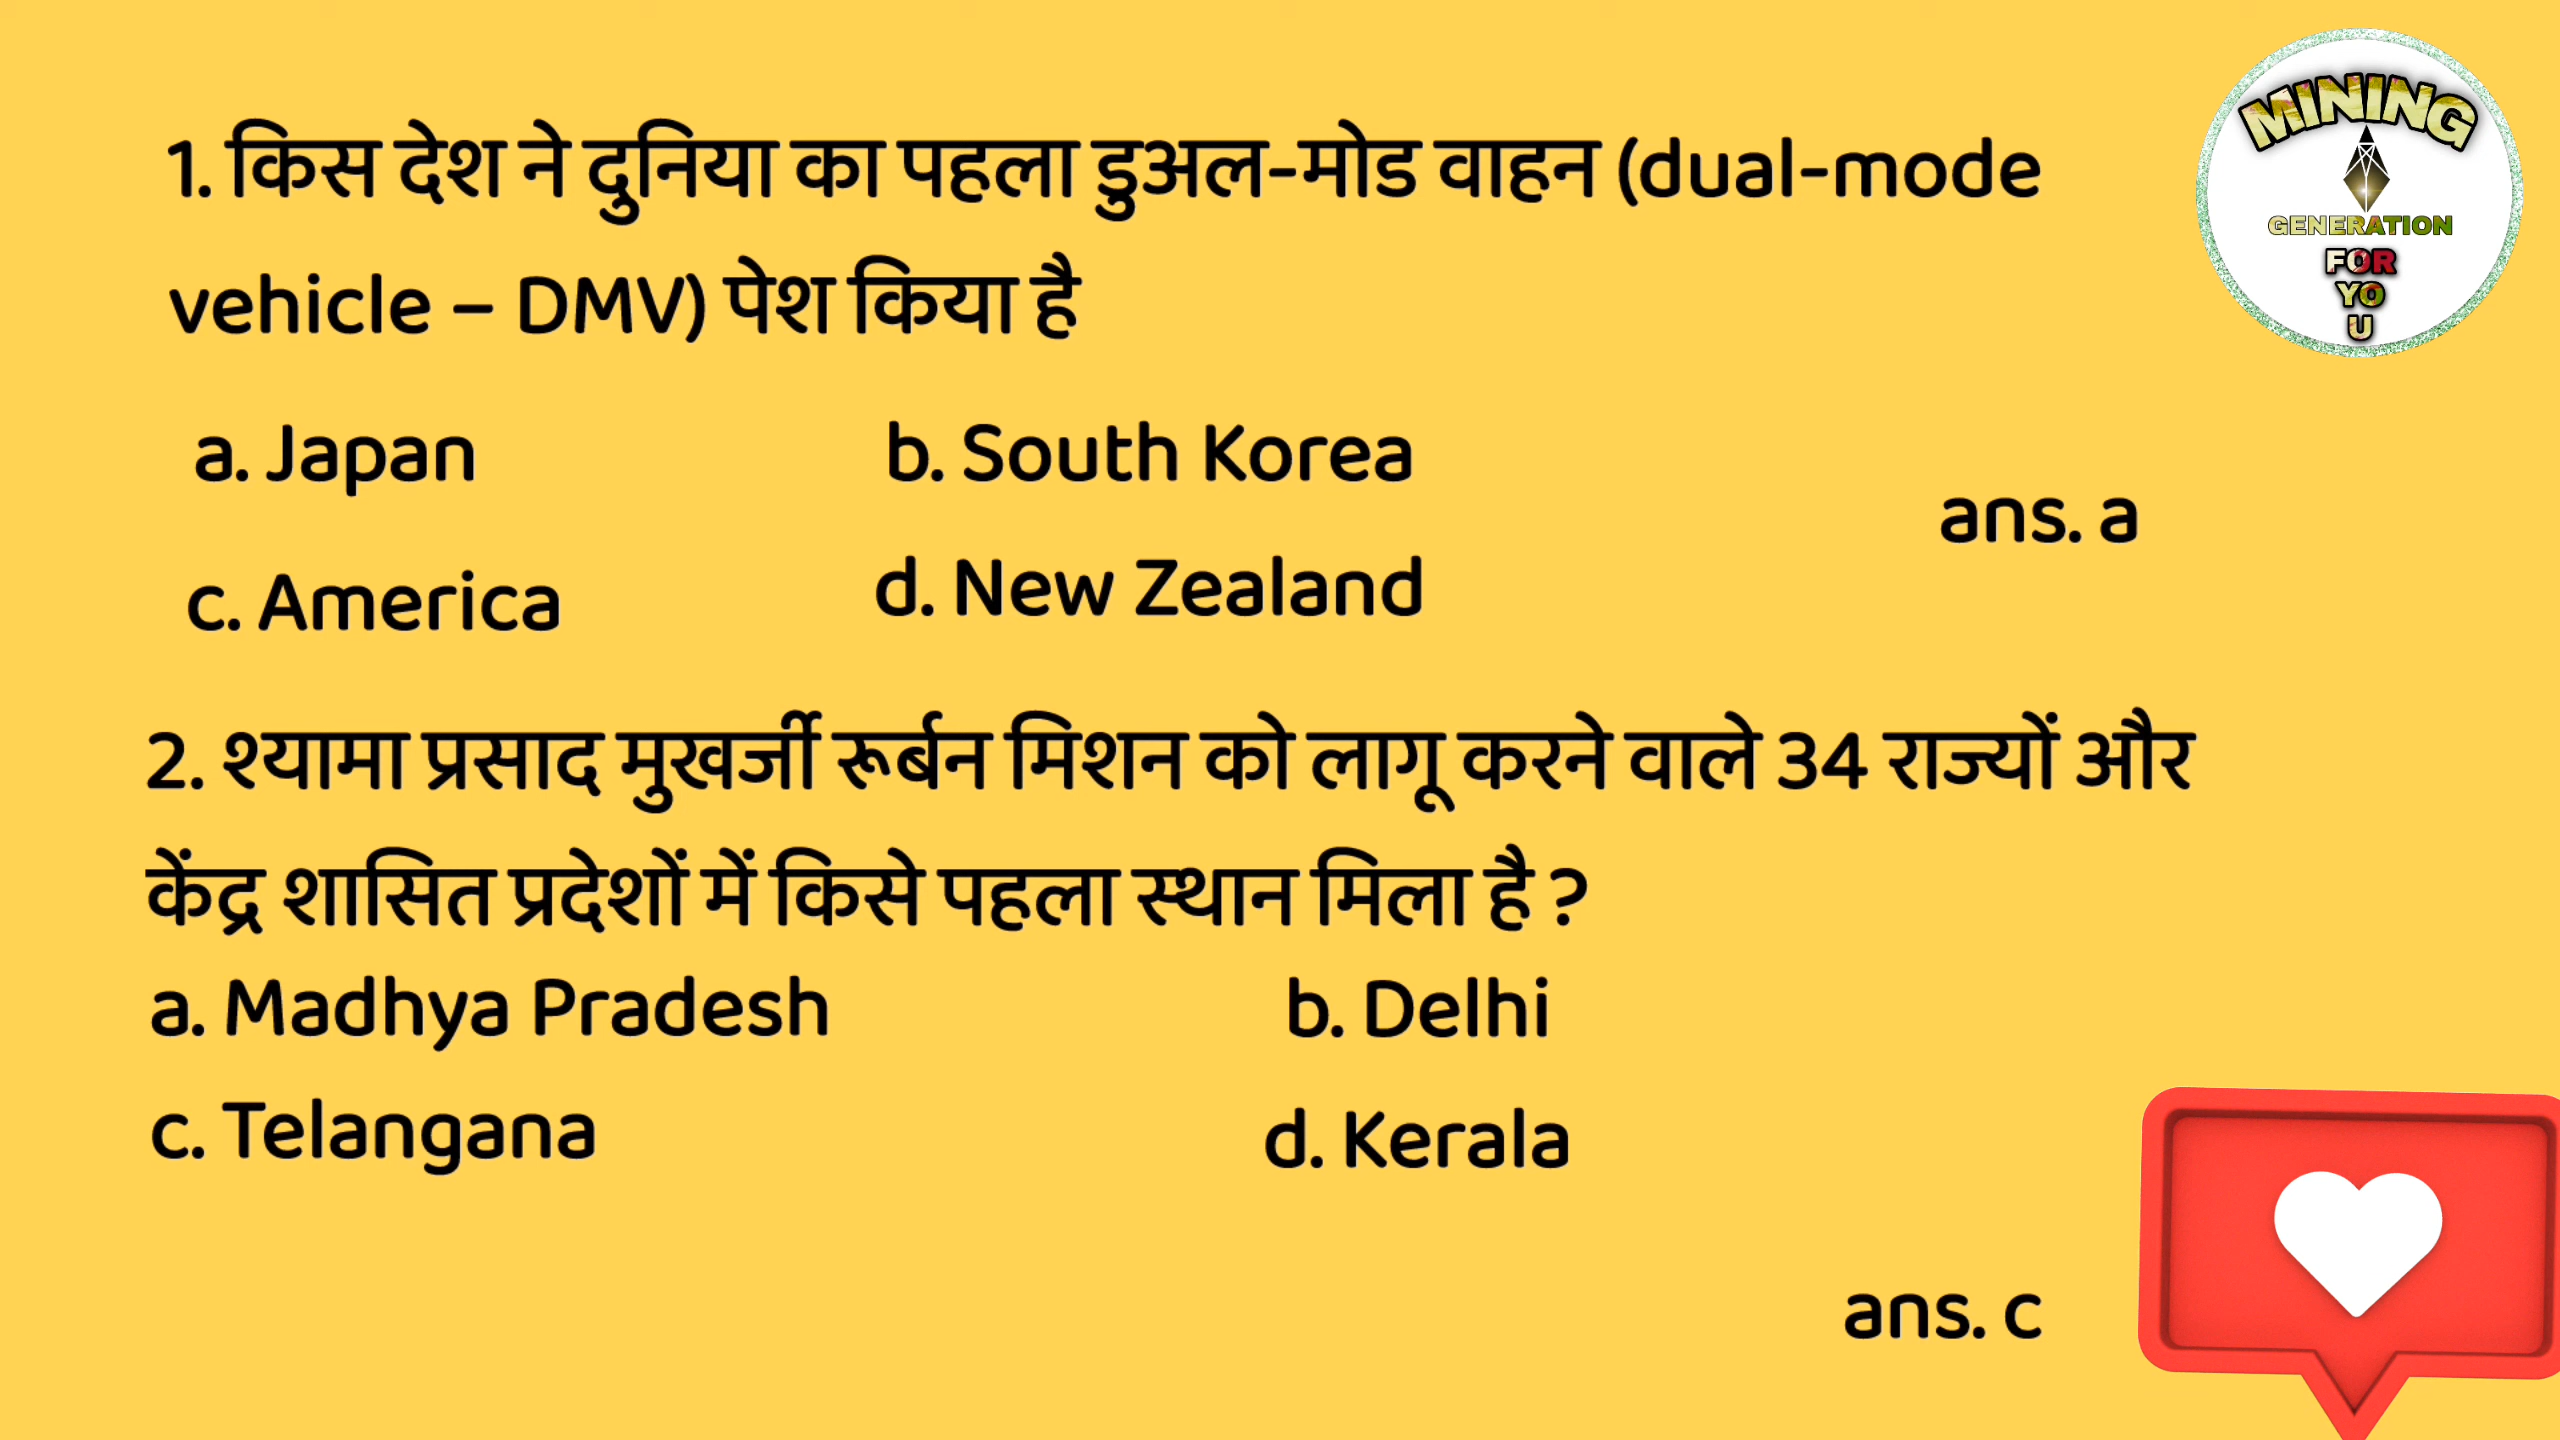 1. किस देश ने दुनिया का पहला डुअल-मोड वाहन (dual-mode
vehicle – DMV) पेश किया है
a. Japan
b. South Korea
ans. a
c. America
d. New Zealand
2. श्यामा प्रसाद मुखर्जी रूर्बन मिशन को लागू करने वाले 34 राज्यों और
केंद्र शासित प्रदेशों में किसे पहला स्थान मिला है ?
a. Madhya Pradesh
b. Delhi
c. Telangana
d. Kerala
ans. c
MINING
GENERATION
FOR
YO
U